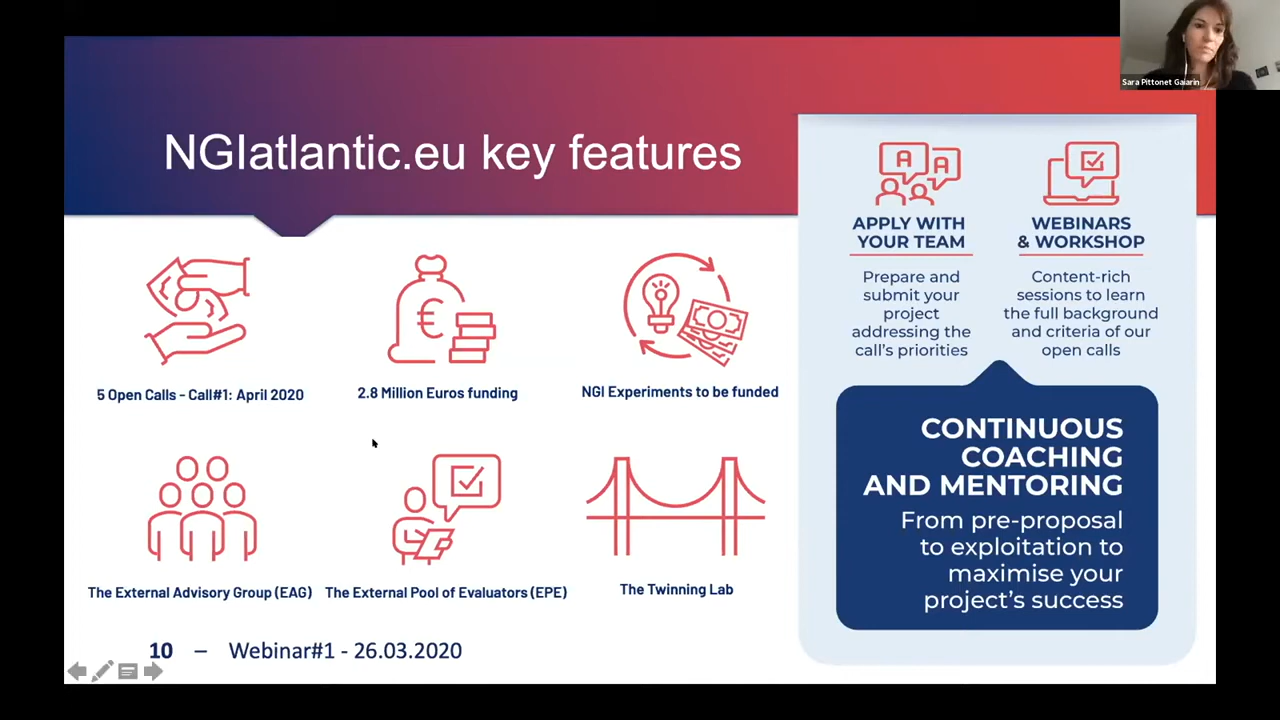 Sara Pittonet Gaiarin
NGIatlantic.eu key features
5 Open Calls - Call#1: April 2020
2.8 Million Euros funding
NGI Experiments to be funded
The External Advisory Group (EAG)
The External Pool of Evaluators (EPE)
The Twinning Lab
10 – Webinar#1 - 26.03.2020
A
A
APPLY WITH
YOUR TEAM
Prepare and
submit your
project
addressing the
call's priorities
WEBINARS
& WORKSHOP
Content-rich
sessions to learn
the full background
and criteria of our
open calls
CONTINUOUS
COACHING
AND MENTORING
From pre-proposal
to exploitation to
maximise your
project's success
€